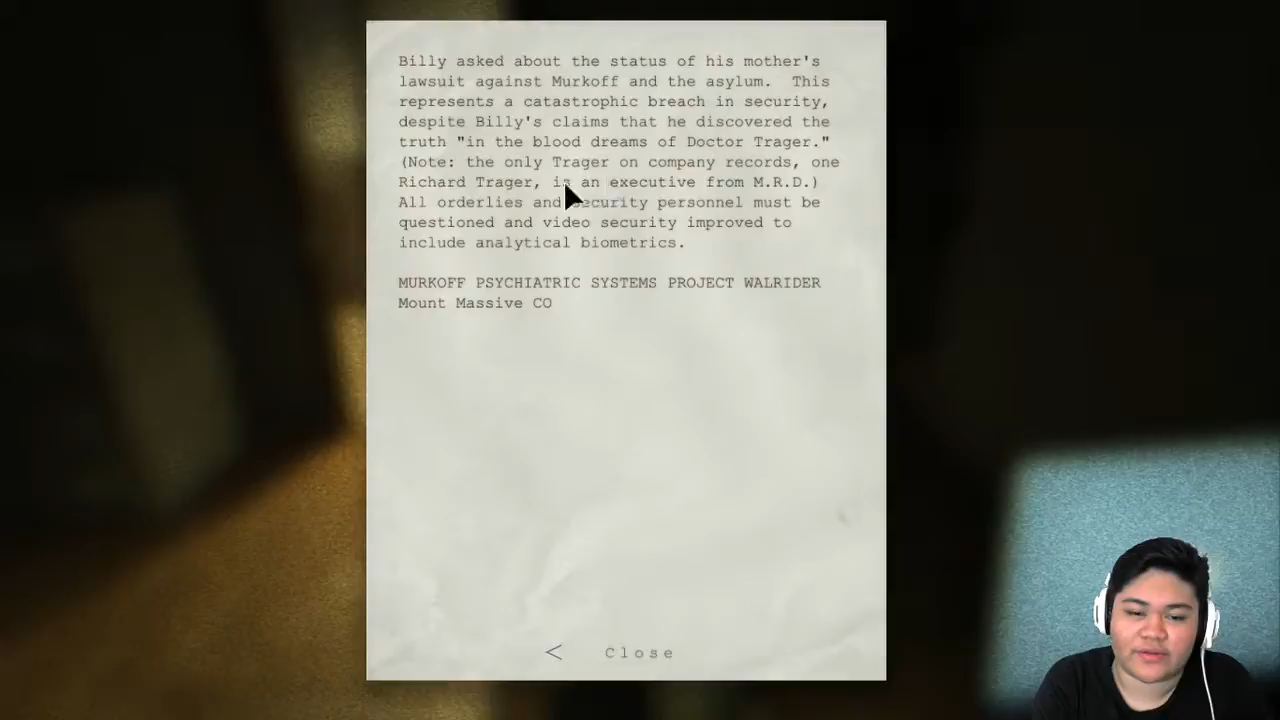 Billy asked about the status of his mother's
lawsuit against Murkoff and the asylum.  This
represents a catastrophic breach in security,
despite Billy's claims that he discovered the
truth "in the blood dreams of Doctor Trager."
(Note: the only Trager on company records, one
Richard Trager, is an executive from M.R.D.)
All orderlies and security personnel must be
questioned and video security improved to
include analytical biometrics.
MURKOFF PSYCHIATRIC SYSTEMS PROJECT WALRIDER
Mount Massive CO
< Close